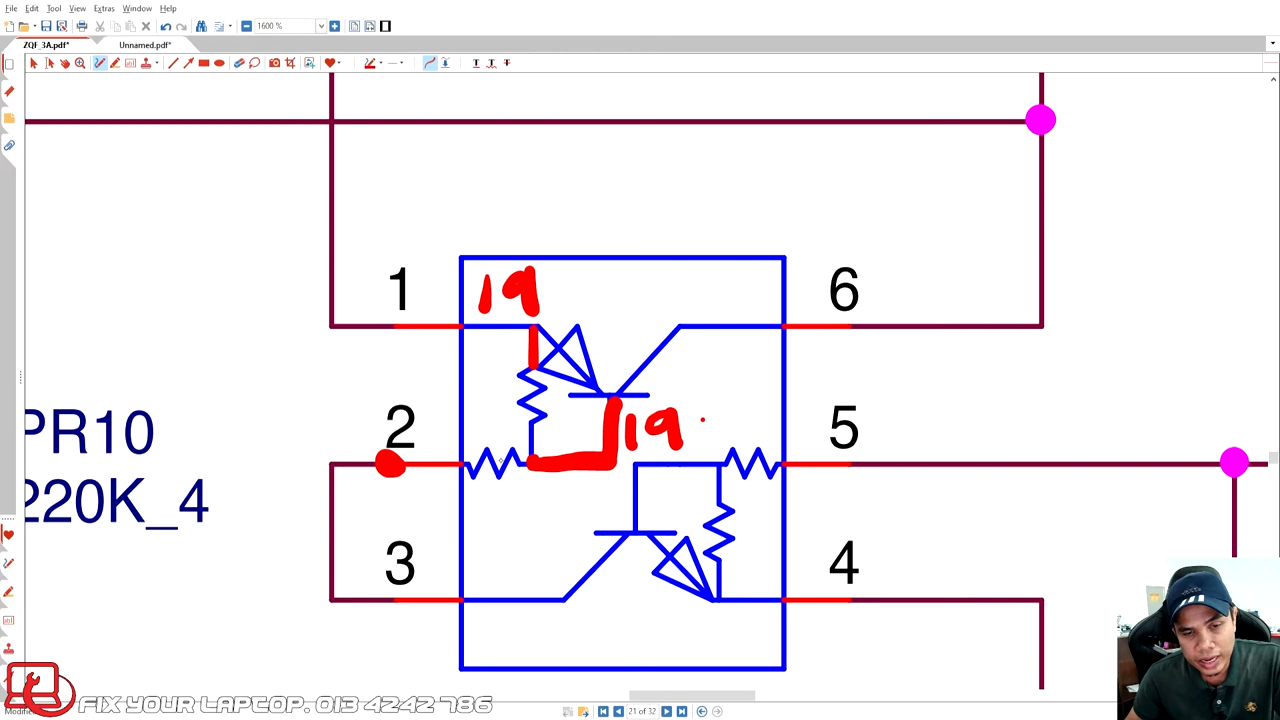 File Edit Tool View Extras Window Help
1600 %
ZQF_3A.pdf* Unnamed.pdf*
1 19 6
PR10 2 19 5
220K_4
3 4
FIX YOUR LAPTOP. 013 4242 786
21 of 32